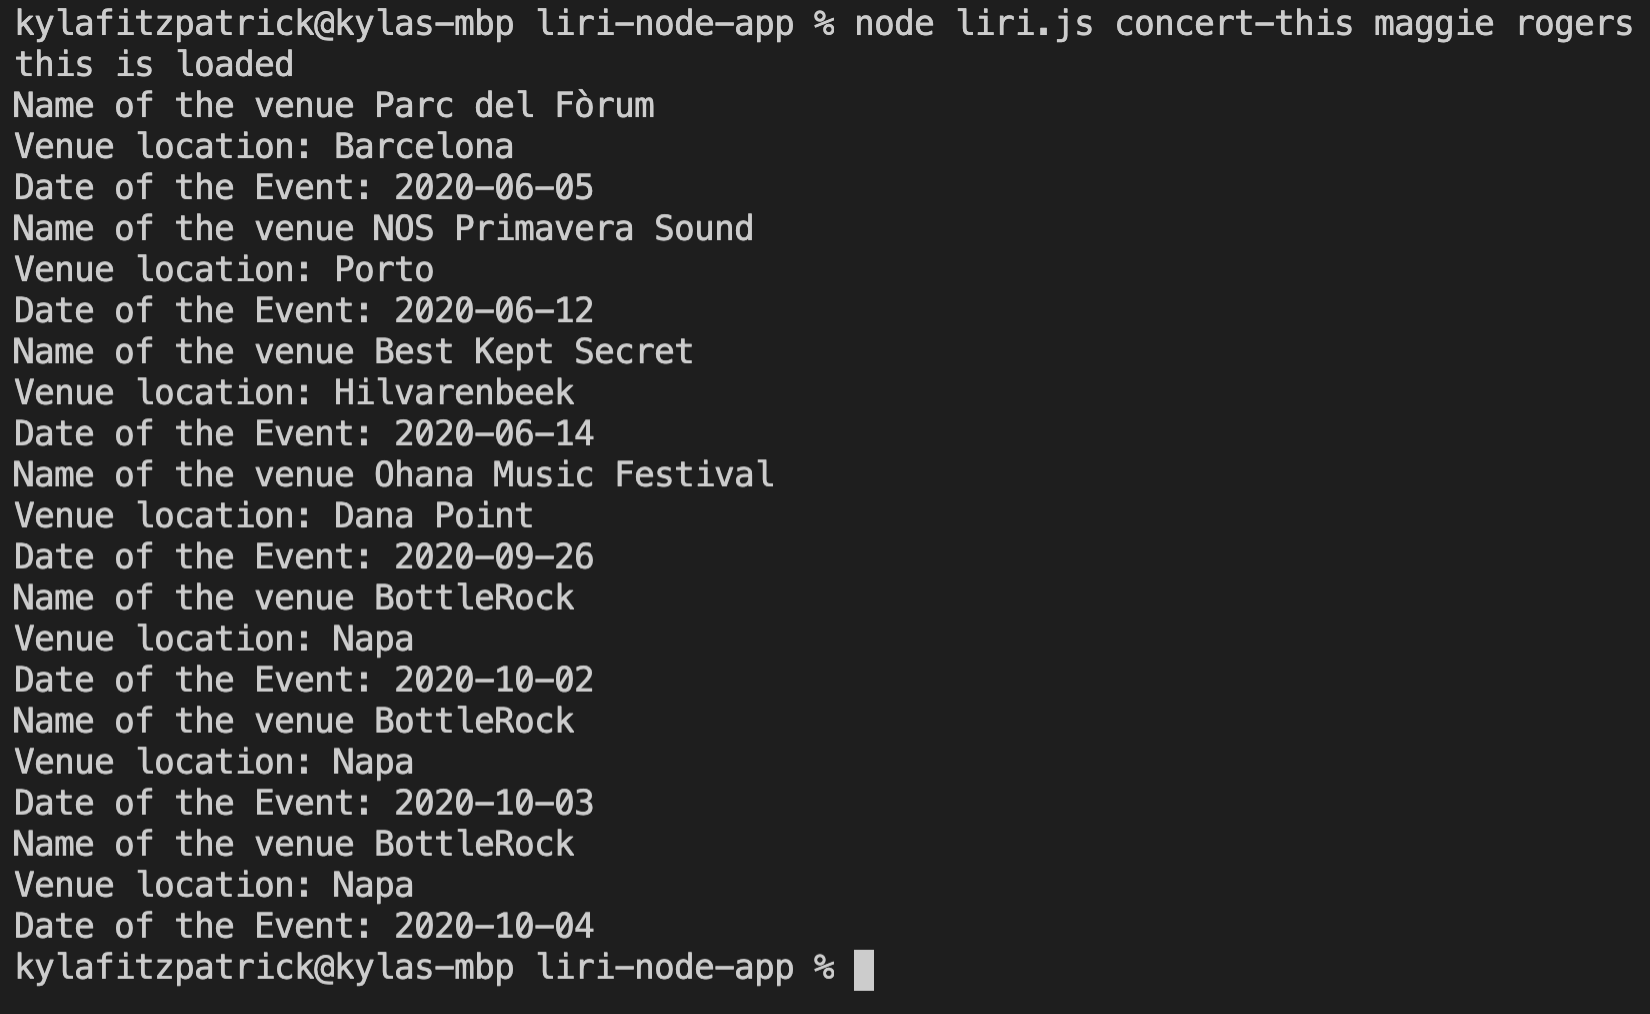 kylafitzpatrick@kylas-mbp liri-node-app % node liri.js concert-this maggie rogers
this is loaded
Name of the venue Parc del Fòrum
Venue location: Barcelona
Date of the Event: 2020-06-05
Name of the venue NOS Primavera Sound
Venue location: Porto
Date of the Event: 2020-06-12
Name of the venue Best Kept Secret
Venue location: Hilvarenbeek
Date of the Event: 2020-06-14
Name of the venue Ohana Music Festival
Venue location: Dana Point
Date of the Event: 2020-09-26
Name of the venue BottleRock
Venue location: Napa
Date of the Event: 2020-10-02
Name of the venue BottleRock
Venue location: Napa
Date of the Event: 2020-10-03
Name of the venue BottleRock
Venue location: Napa
Date of the Event: 2020-10-04
kylafitzpatrick@kylas-mbp liri-node-app %